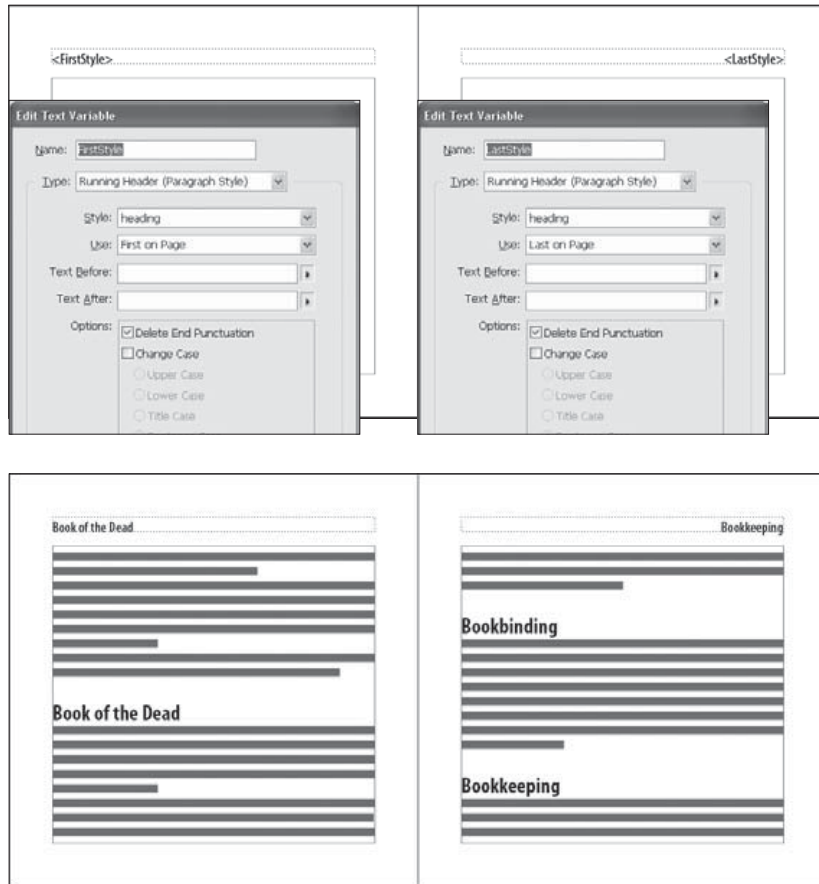 <FirstStyle>
<LastStyle>
Edit Text Variable
Name: FirstStyle
Type: Running Header (Paragraph Style)
Style: heading
Use: First on Page
Text Before:
Text After:
Options: Delete End Punctuation
Change Case
Upper Case
Lower Case
Title Case
Edit Text Variable
Name: LastStyle
Type: Running Header (Paragraph Style)
Style: heading
Use: Last on Page
Text Before:
Text After:
Options: Delete End Punctuation
Change Case
Upper Case
Lower Case
Title Case
Book of the Dead
Book of the Dead
Bookkeeping
Bookbinding
Bookkeeping